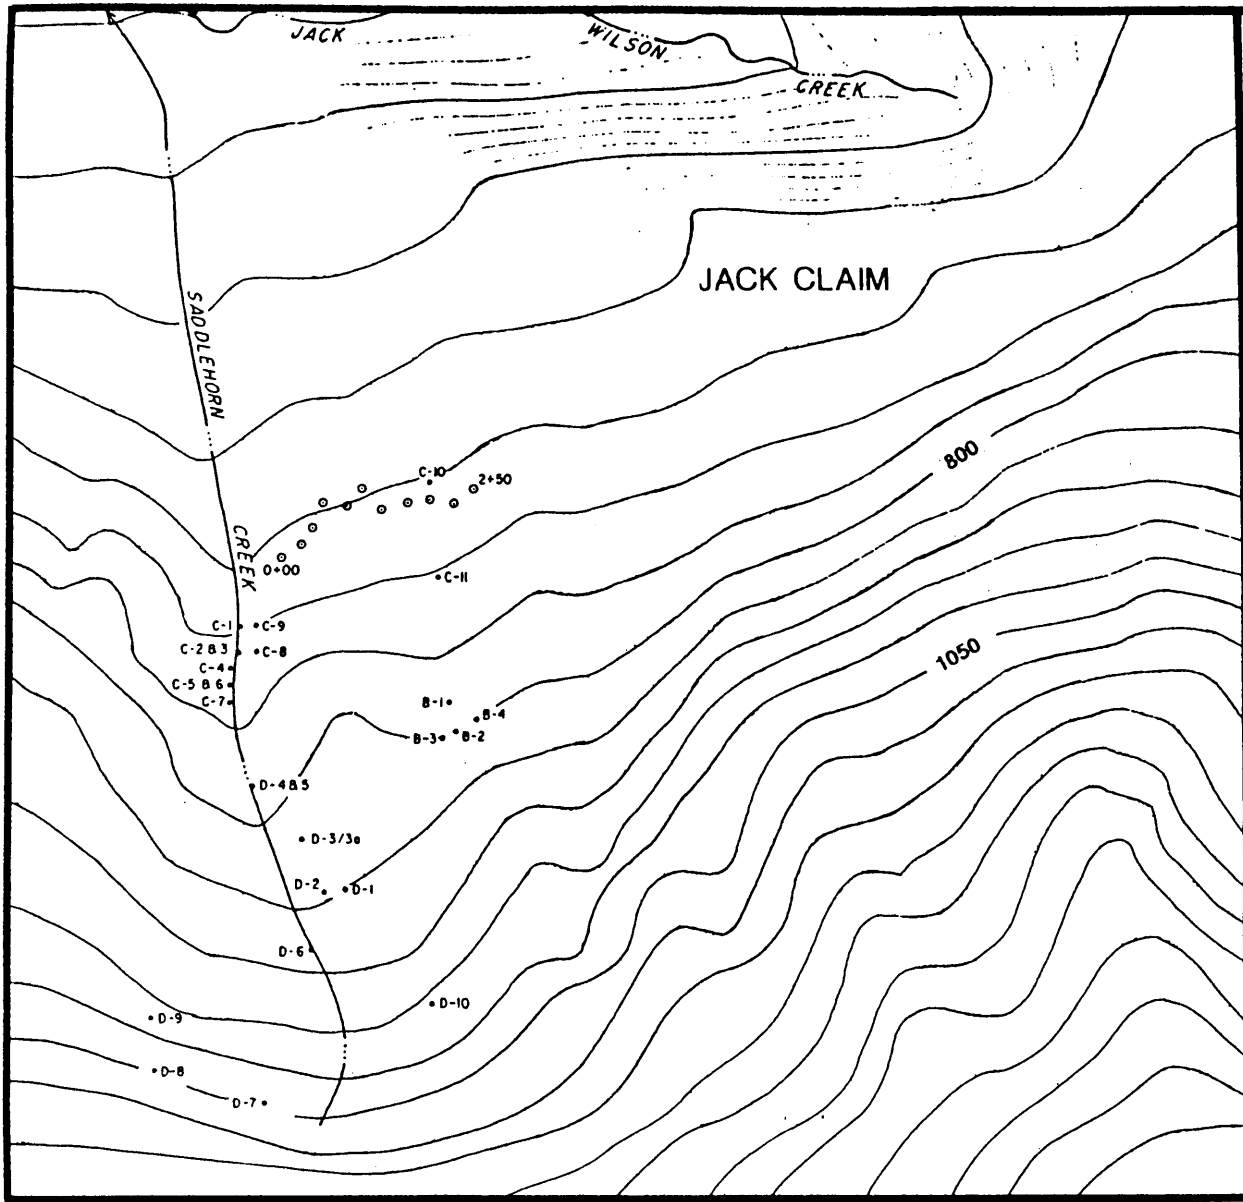 JACK
WILSON
CREEK
JACK CLAIM
SADDLEHORN
CREEK
800
C-10
2+50
0+00
C-11
C-1
C-9
C-2 & 3
C-8
C-4
C-5 & 6
C-7
1050
B-1
B-4
B-3
B-2
D-4 & 5
D-3/3a
D-2
D-1
D-6
D-10
D-9
D-8
D-7